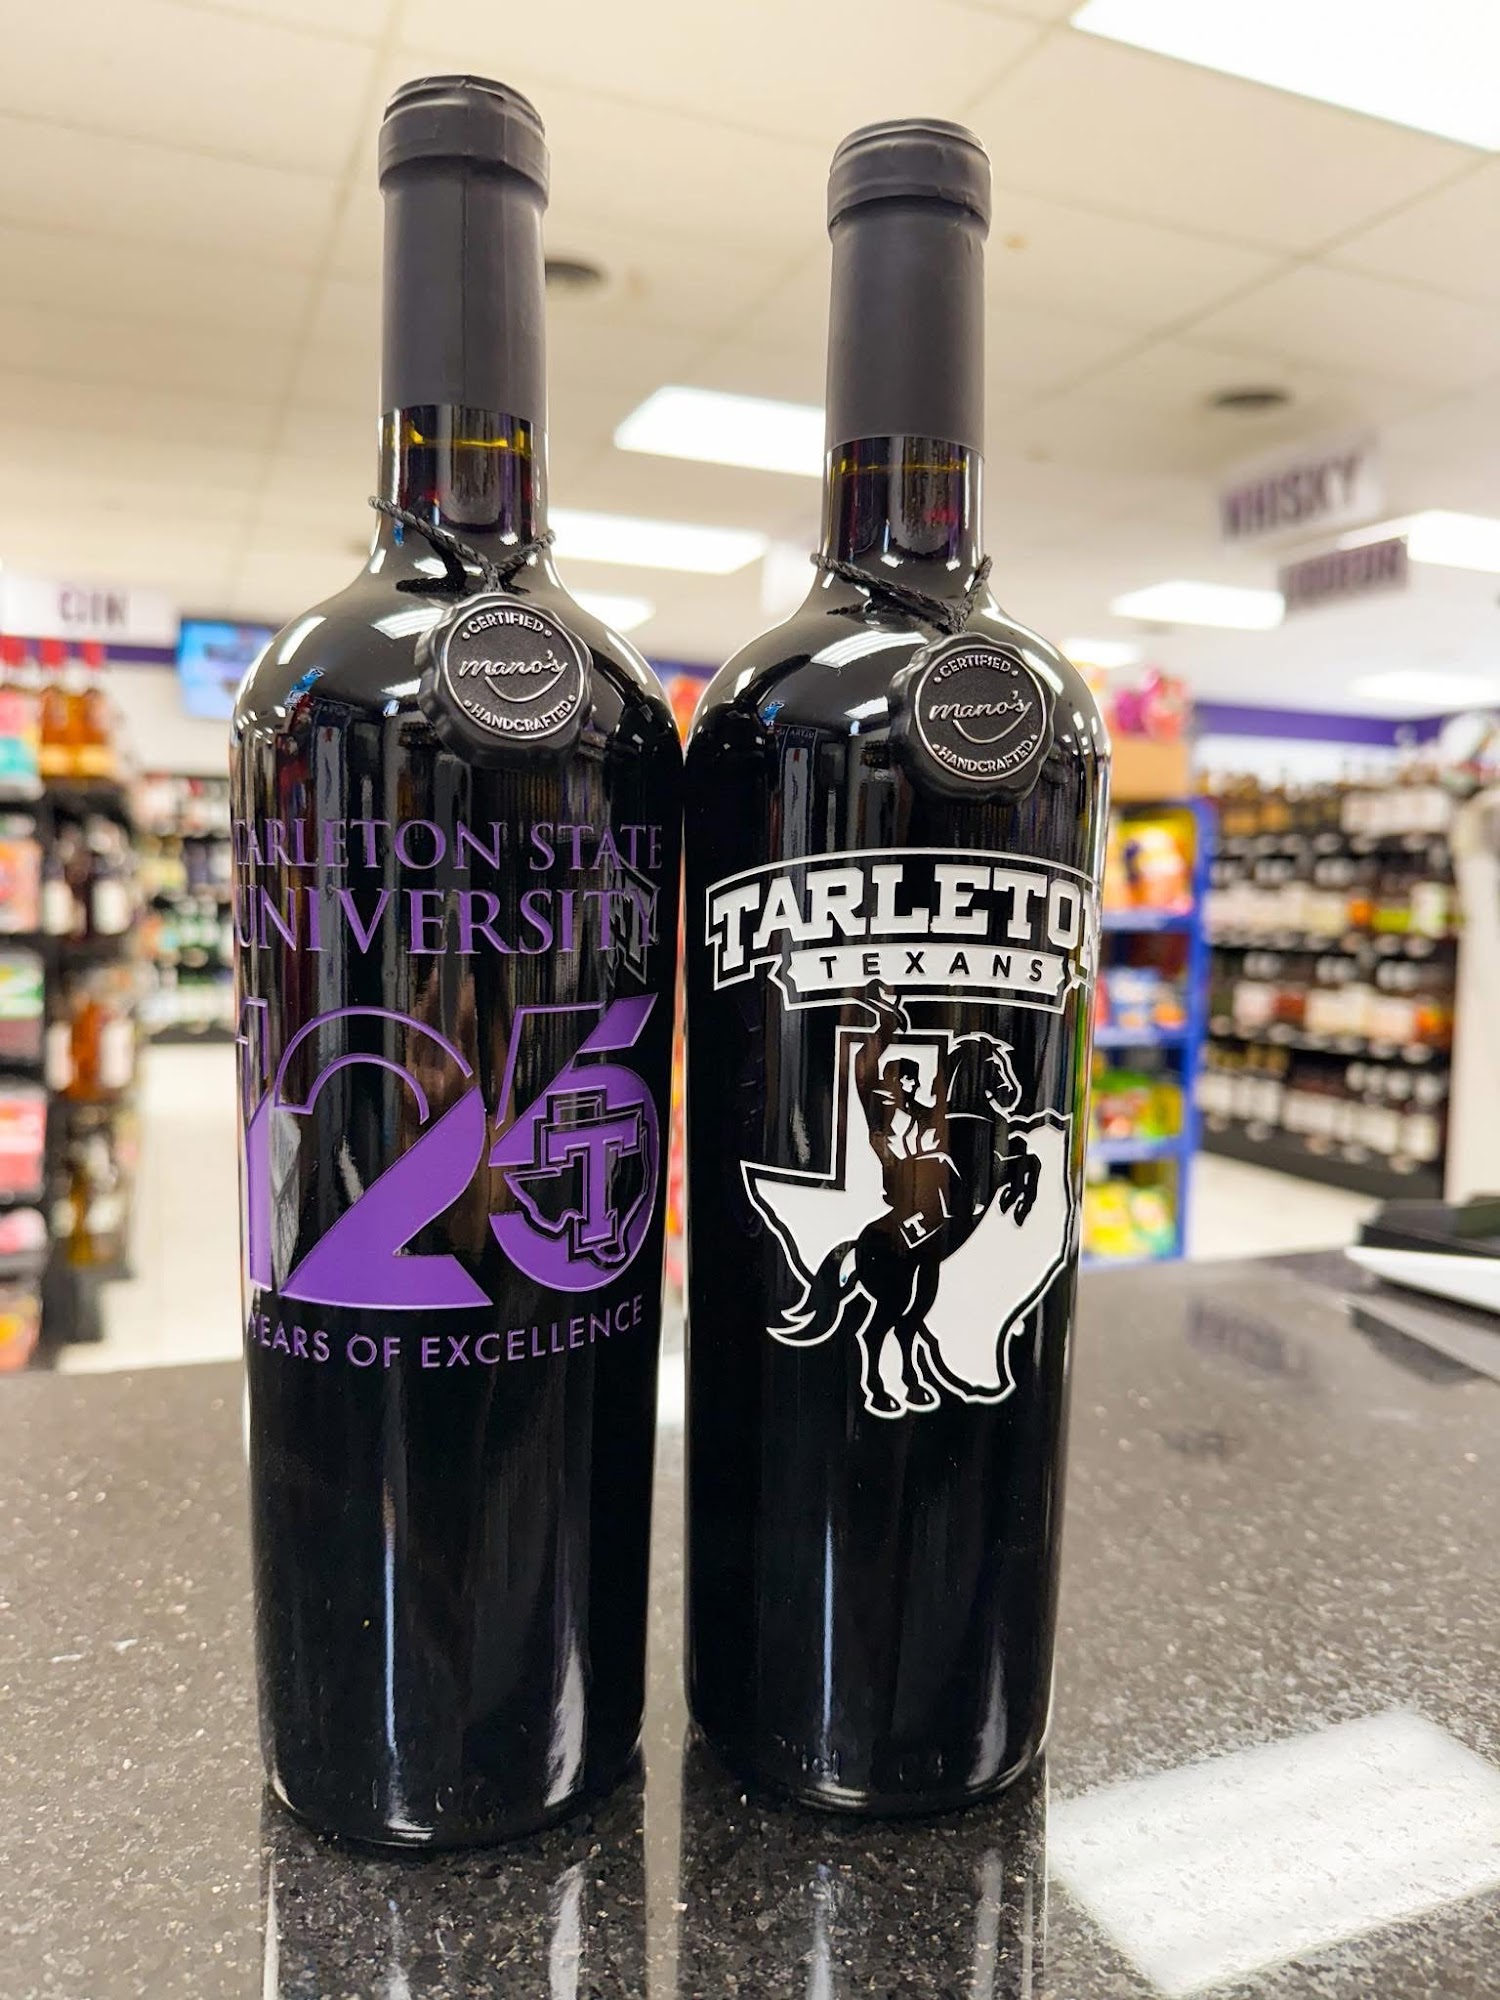 WHISKY
GIN
CERTIFIED
mano's
HANDCRAFTED
TARLETON STATE
UNIVERSITY
125
T
YEARS OF EXCELLENCE
CERTIFIED
mano's
HANDCRAFTED
TARLETON
TEXANS
T